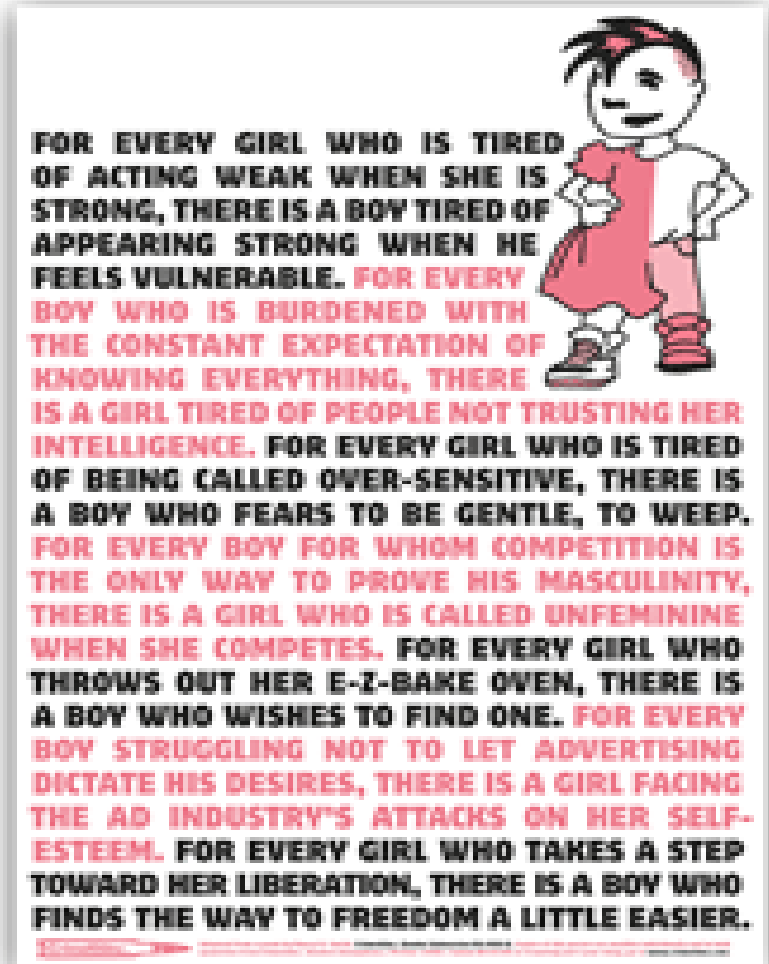 FOR EVERY GIRL WHO IS TIRED
OF ACTING WEAK WHEN SHE IS
STRONG, THERE IS A BOY TIRED OF
APPEARING STRONG WHEN HE
FEELS VULNERABLE. FOR EVERY
BOY WHO IS BURDENED WITH
THE CONSTANT EXPECTATION OF
KNOWING EVERYTHING, THERE
IS A GIRL TIRED OF PEOPLE NOT TRUSTING HER
INTELLIGENCE. FOR EVERY GIRL WHO IS TIRED
OF BEING CALLED OVER-SENSITIVE, THERE IS
A BOY WHO FEARS TO BE GENTLE, TO WEEP.
FOR EVERY BOY FOR WHOM COMPETITION IS
THE ONLY WAY TO PROVE HIS MASCULINITY,
THERE IS A GIRL WHO IS CALLED UNFEMININE
WHEN SHE COMPETES. FOR EVERY GIRL WHO
THROWS OUT HER E-Z-BAKE OVEN, THERE IS
A BOY WHO WISHES TO FIND ONE. FOR EVERY
BOY STRUGGLING NOT TO LET ADVERTISING
DICTATE HIS DESIRES, THERE IS A GIRL FACING
THE AD INDUSTRY'S ATTACKS ON HER SELF-
ESTEEM. FOR EVERY GIRL WHO TAKES A STEP
TOWARD HER LIBERATION, THERE IS A BOY WHO
FINDS THE WAY TO FREEDOM A LITTLE EASIER.